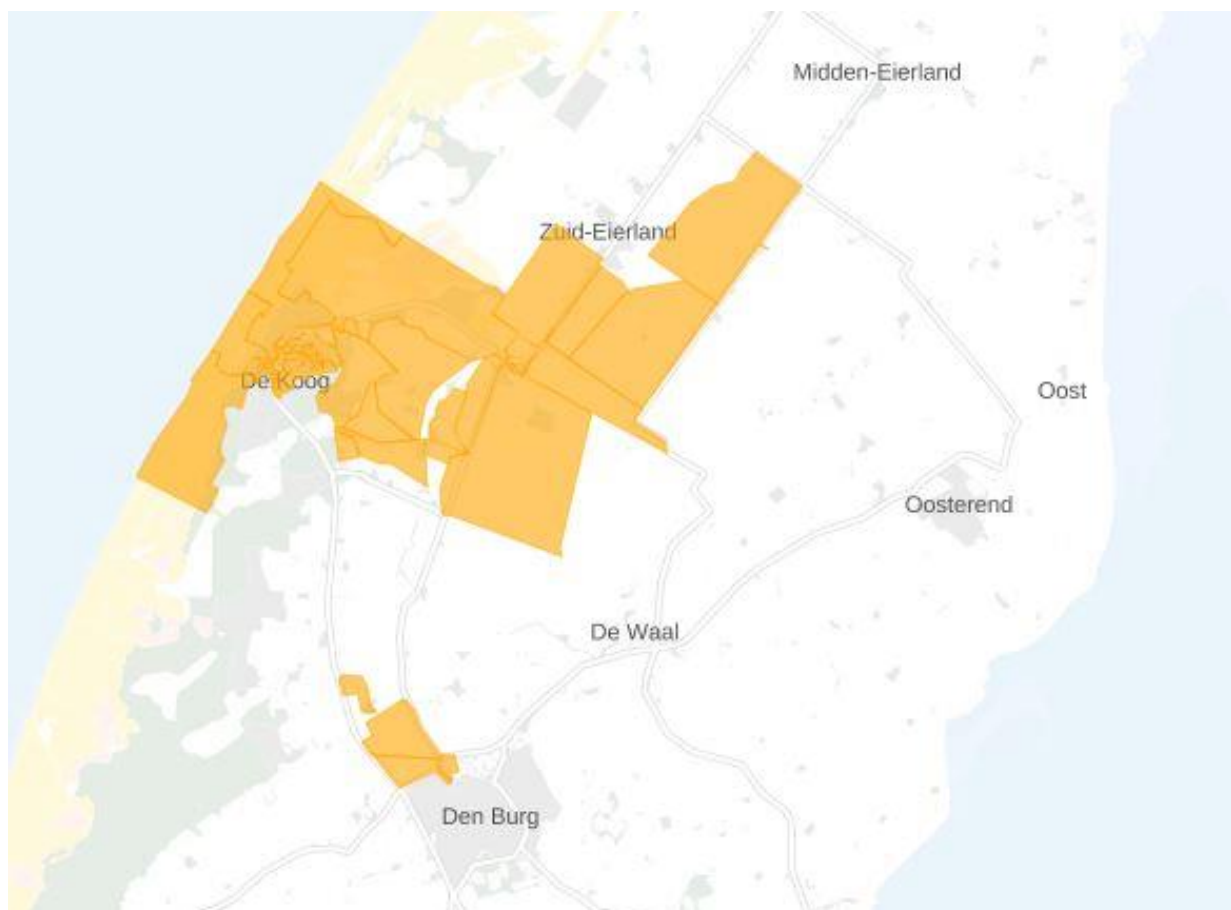 Midden-Eierland
Zuid-Eierland
De Koog
Oost
Oosterend
De Waal
Den Burg